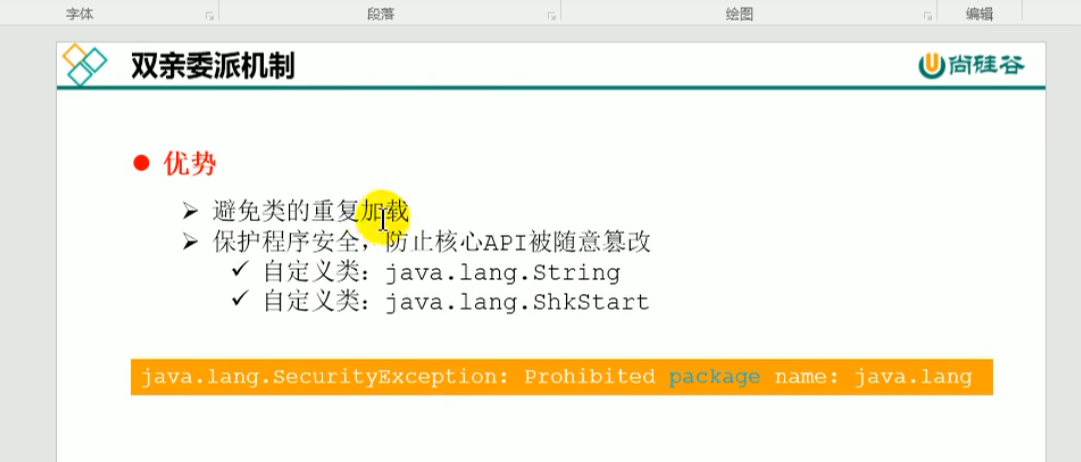 字体 段落 绘图 编辑
双亲委派机制 尚硅谷
优势
避免类的重复加载
保护程序安全，防止核心API被随意篡改
自定义类：java.lang.String
自定义类：java.lang.ShkStart
java.lang.SecurityException: Prohibited package name: java.lang